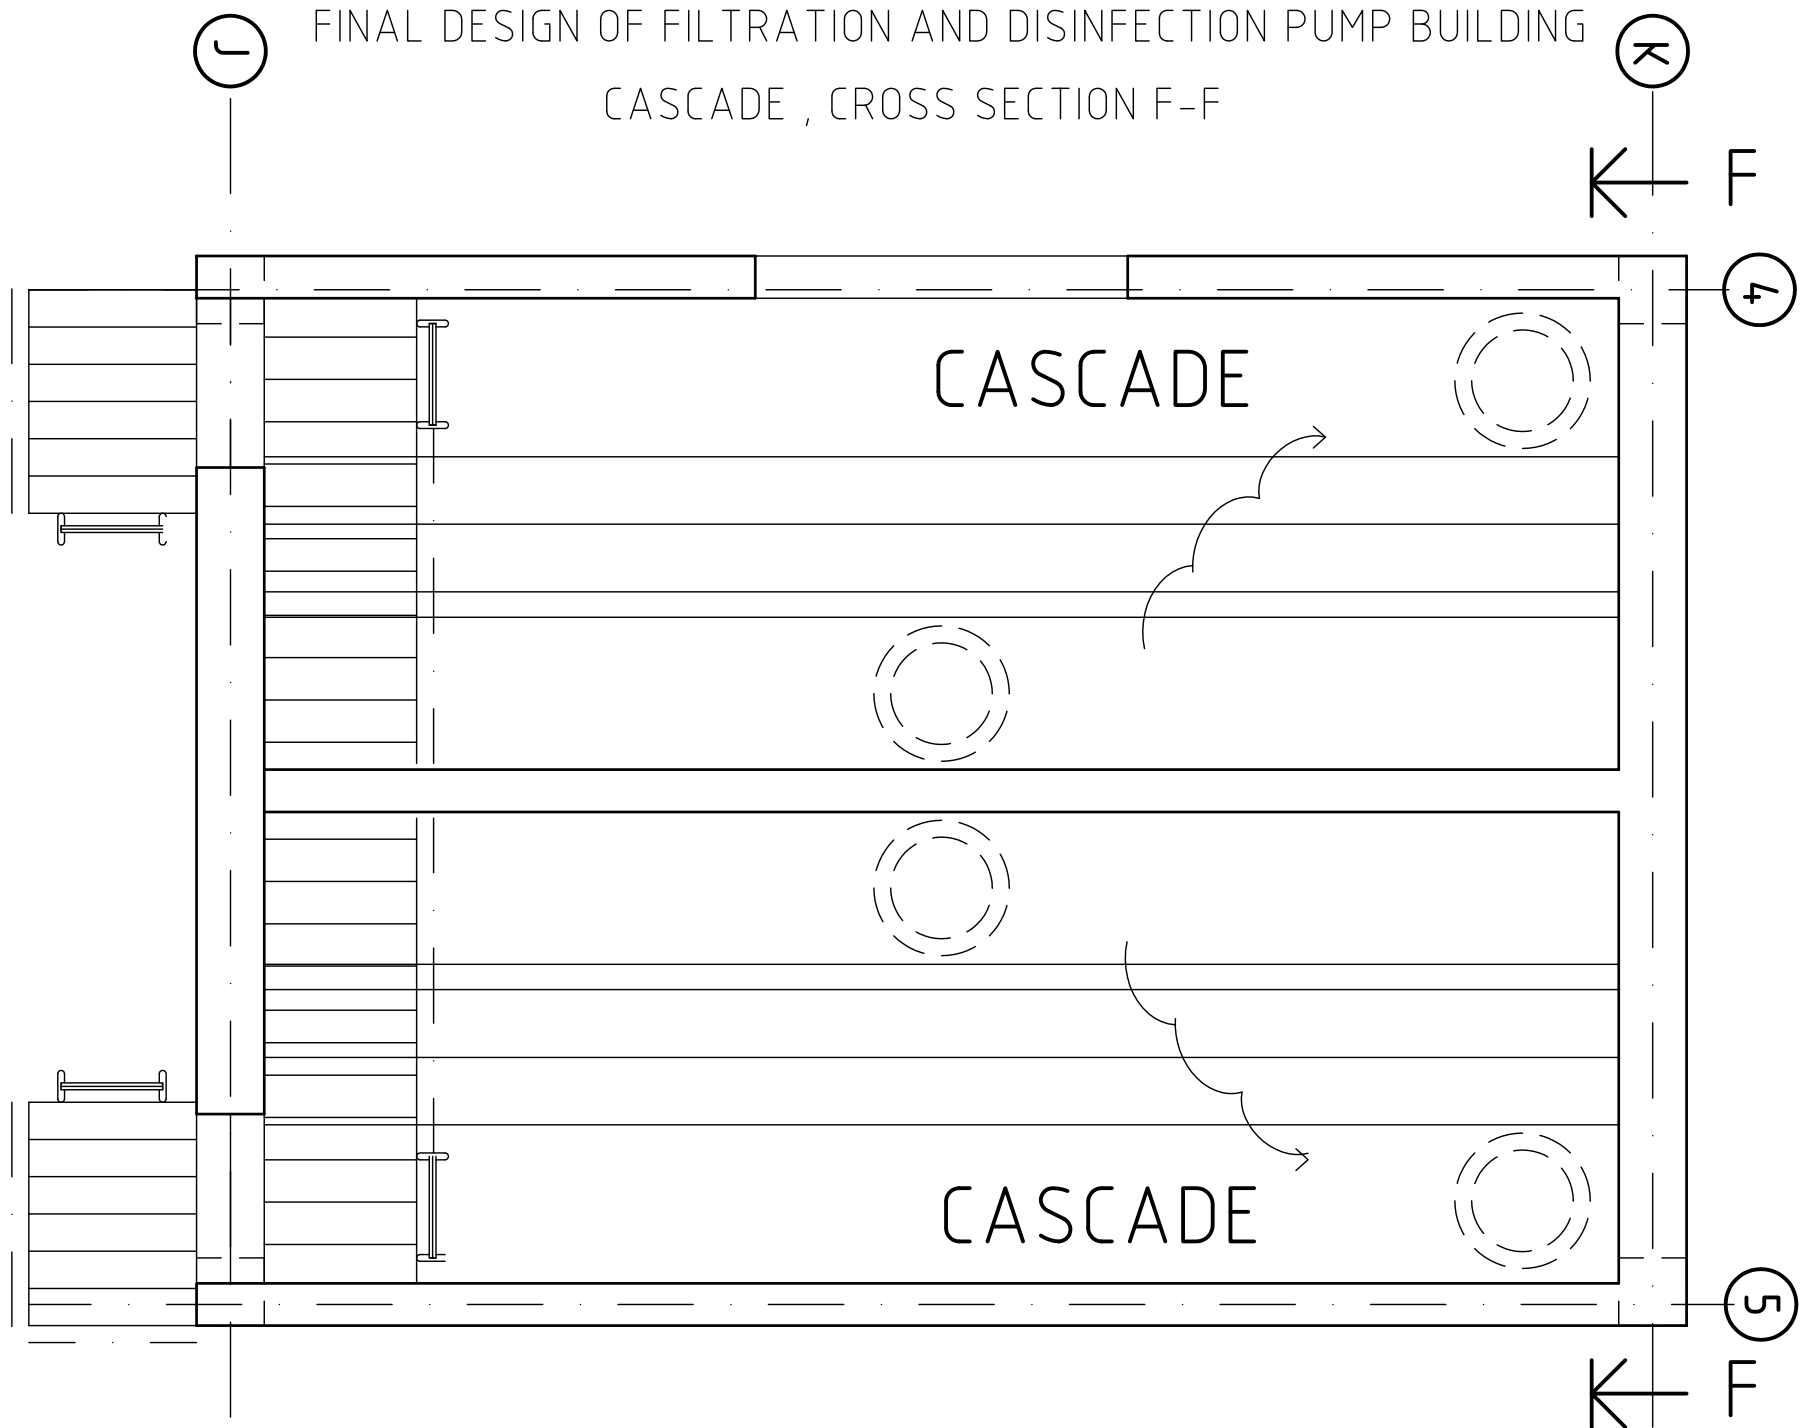 J
FINAL DESIGN OF FILTRATION AND DISINFECTION PUMP BUILDING
K
CASCADE , CROSS SECTION F-F
F
4
CASCADE
CASCADE
5
F